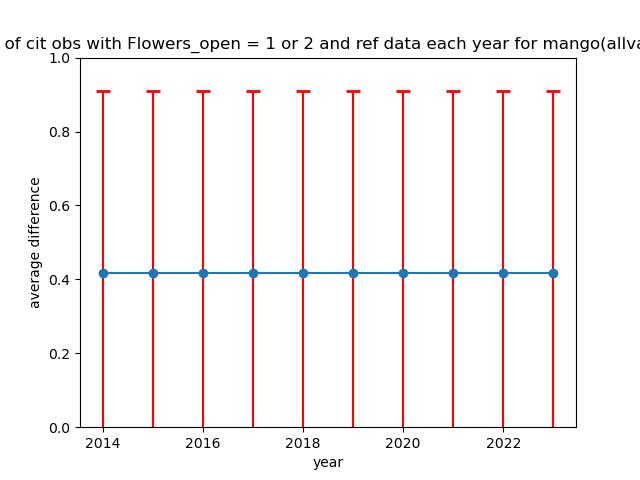 of cit obs with Flowers_open = 1 or 2 and ref data each year for mango(allva
1.0
0.8
0.6
0.4
0.2
0.0
average difference
2014 2016 2018 2020 2022
year